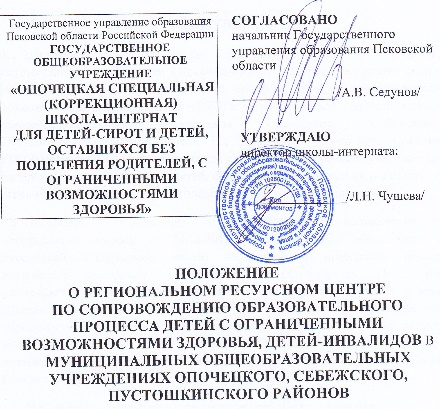 Государственное управление образования
Псковской области Российской Федерации
ГОСУДАРСТВЕННОЕ
ОБЩЕОБРАЗОВАТЕЛЬНОЕ
УЧРЕЖДЕНИЕ
«ОПОЧЕЦКАЯ СПЕЦИАЛЬНАЯ
(КОРРЕКЦИОННАЯ)
ШКОЛА-ИНТЕРНАТ
ДЛЯ ДЕТЕЙ-СИРОТ И ДЕТЕЙ,
ОСТАВШИХСЯ БЕЗ
ПОПЕЧЕНИЯ РОДИТЕЛЕЙ, С
ОГРАНИЧЕННЫМИ
ВОЗМОЖНОСТЯМИ
ЗДОРОВЬЯ»
СОГЛАСОВАНО
начальник Государственного
управления образования Псковской
области
/А.В. Седунов/
УТВЕРЖДАЮ
директор школы-интерната:
Для
документов
/Л.П. Чушева/
ПОЛОЖЕНИЕ
О РЕГИОНАЛЬНОМ РЕСУРСНОМ ЦЕНТРЕ
ПО СОПРОВОЖДЕНИЮ ОБРАЗОВАТЕЛЬНОГО
ПРОЦЕССА ДЕТЕЙ С ОГРАНИЧЕННЫМИ
ВОЗМОЖНОСТЯМИ ЗДОРОВЬЯ, ДЕТЕЙ-ИНВАЛИДОВ В
МУНИЦИПАЛЬНЫХ ОБЩЕОБРАЗОВАТЕЛЬНЫХ
УЧРЕЖДЕНИЯХ ОПОЧЕЦКОГО, СЕБЕЖСКОГО,
ПУСТОШКИНСКОГО РАЙОНОВ